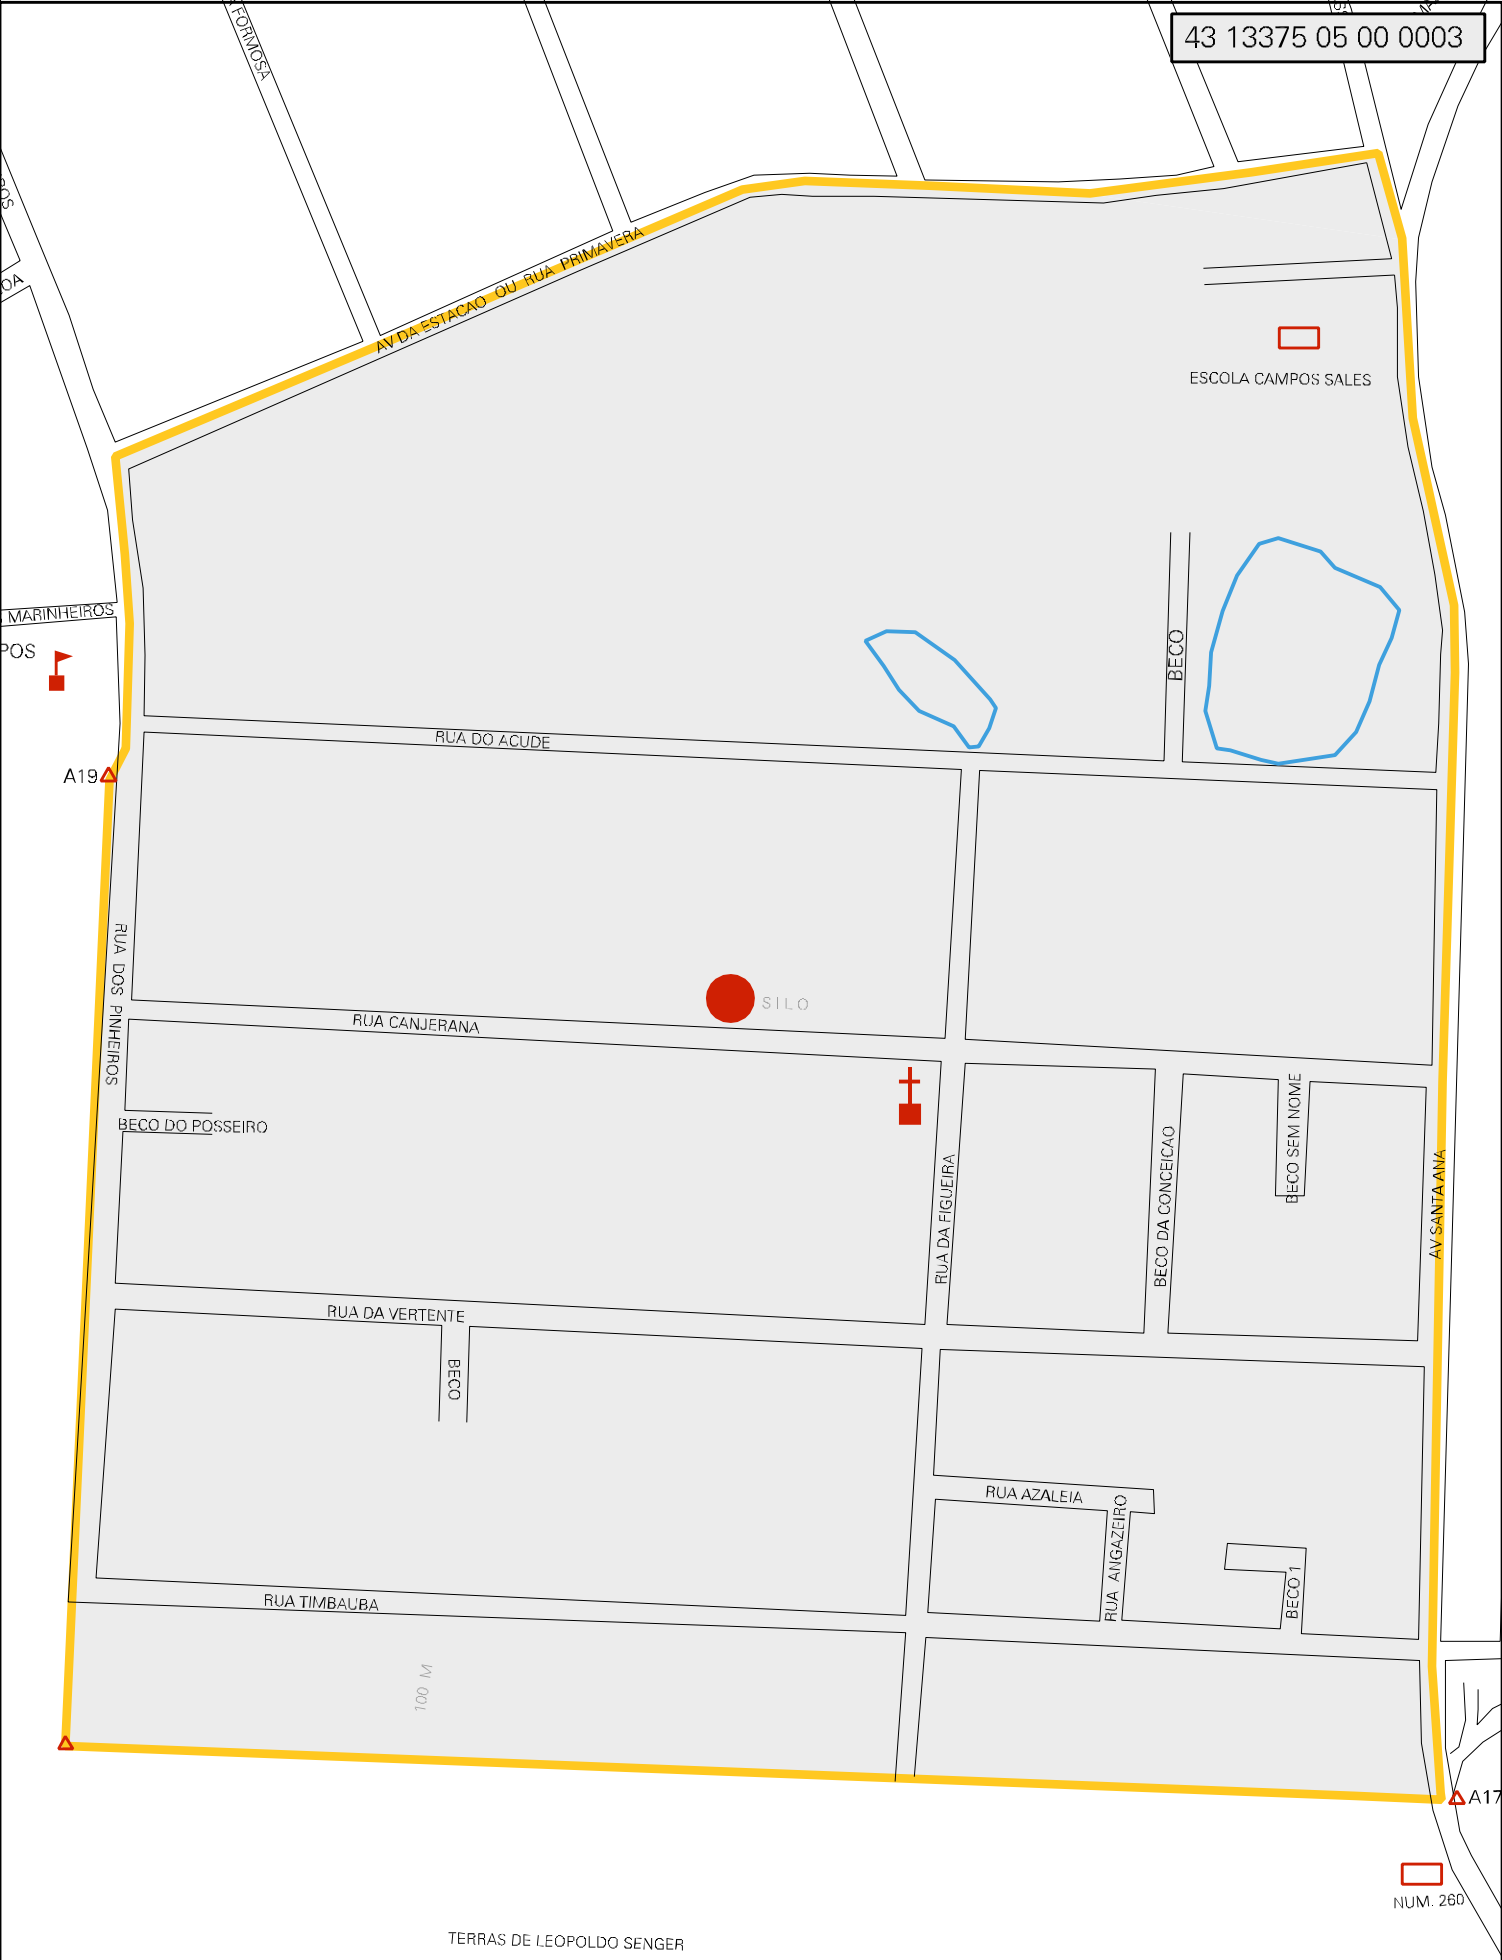 FORMOSA
43 13375 05 00 0003
OA
AV DA ESTACAO OU RUA PRIMAVERA
ESCOLA CAMPOS SALES
MARINHEIROS
POS
BECO
RUA DO ACUDE
A19
RUA DOS PINHEIROS
SILO
RUA CANJERANA
BECO DO POSSEIRO
RUA DA FIGUEIRA
BECO DA CONCEICAO
BECO SEM NOME
AV SANTA ANA
RUA DA VERTENTE
BECO
RUA AZALEIA
RUA ANGAZEIRO
BECO 1
RUA TIMBAUBA
100 M
A17
NUM. 260
TERRAS DE LEOPOLDO SENGER